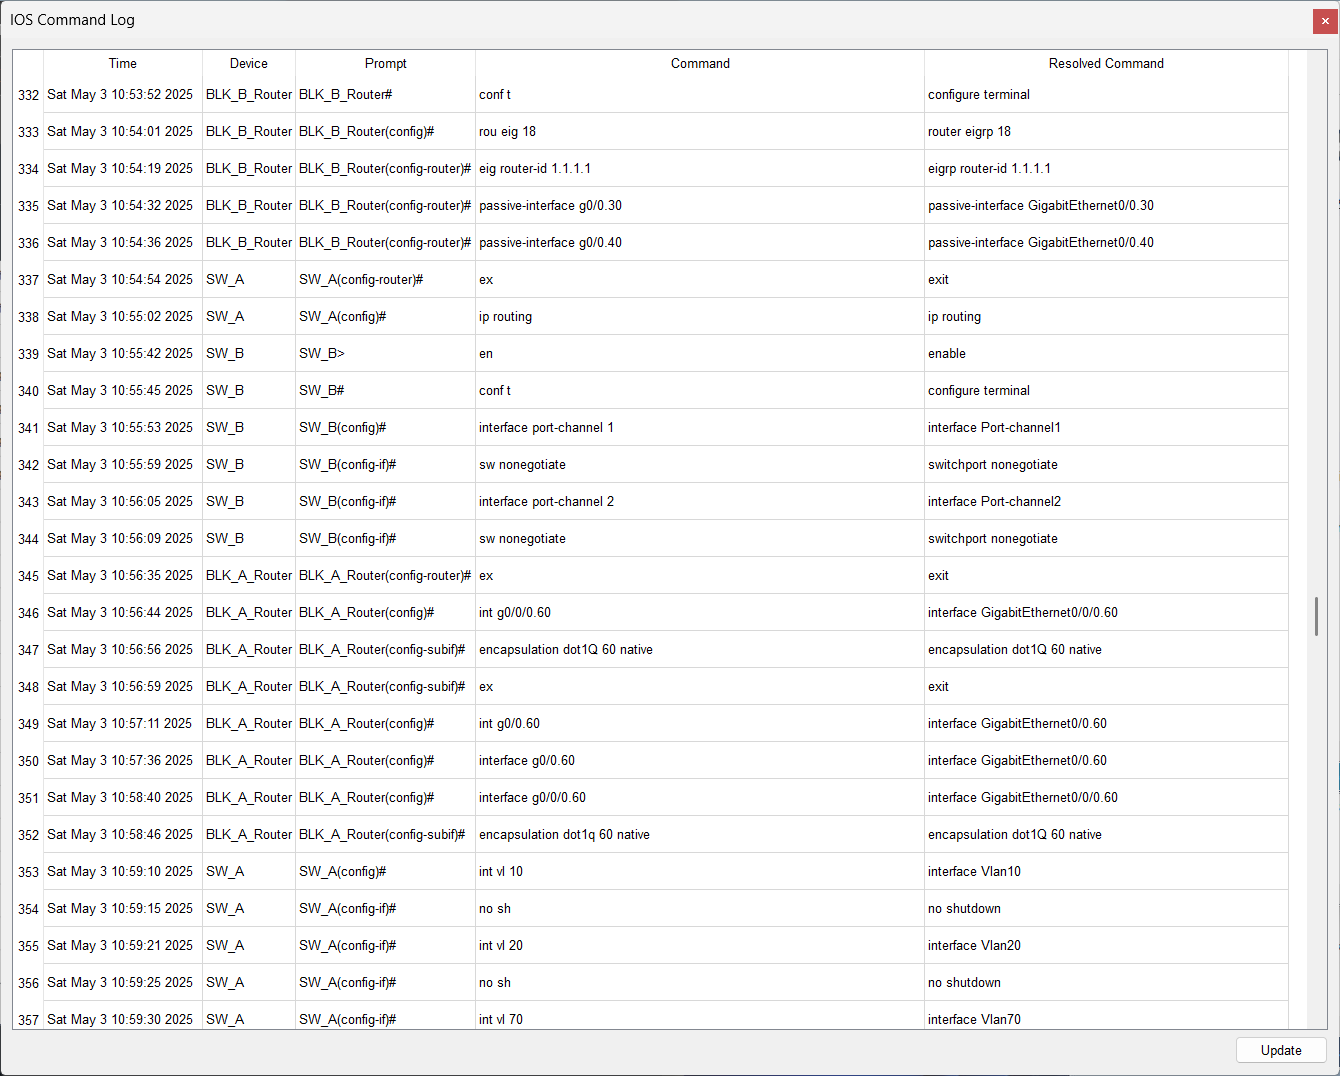 IOS Command Log
Time Device Prompt Command Resolved Command
332 Sat May 3 10:53:52 2025 BLK_B_Router BLK_B_Router# conf t configure terminal
333 Sat May 3 10:54:01 2025 BLK_B_Router BLK_B_Router(config)# rou eig 18 router eigrp 18
334 Sat May 3 10:54:19 2025 BLK_B_Router BLK_B_Router(config-router)# eig router-id 1.1.1.1 eigrp router-id 1.1.1.1
335 Sat May 3 10:54:32 2025 BLK_B_Router BLK_B_Router(config-router)# passive-interface g0/0.30 passive-interface GigabitEthernet0/0.30
336 Sat May 3 10:54:36 2025 BLK_B_Router BLK_B_Router(config-router)# passive-interface g0/0.40 passive-interface GigabitEthernet0/0.40
337 Sat May 3 10:54:54 2025 SW_A SW_A(config-router)# ex exit
338 Sat May 3 10:55:02 2025 SW_A SW_A(config)# ip routing ip routing
339 Sat May 3 10:55:42 2025 SW_B SW_B> en enable
340 Sat May 3 10:55:45 2025 SW_B SW_B# conf t configure terminal
341 Sat May 3 10:55:53 2025 SW_B SW_B(config)# interface port-channel 1 interface Port-channel1
342 Sat May 3 10:55:59 2025 SW_B SW_B(config-if)# sw nonegotiate switchport nonegotiate
343 Sat May 3 10:56:05 2025 SW_B SW_B(config-if)# interface port-channel 2 interface Port-channel2
344 Sat May 3 10:56:09 2025 SW_B SW_B(config-if)# sw nonegotiate switchport nonegotiate
345 Sat May 3 10:56:35 2025 BLK_A_Router BLK_A_Router(config-router)# ex exit
346 Sat May 3 10:56:44 2025 BLK_A_Router BLK_A_Router(config)# int g0/0/0.60 interface GigabitEthernet0/0/0.60
347 Sat May 3 10:56:56 2025 BLK_A_Router BLK_A_Router(config-subif)# encapsulation dot1Q 60 native encapsulation dot1Q 60 native
348 Sat May 3 10:56:59 2025 BLK_A_Router BLK_A_Router(config-subif)# ex exit
349 Sat May 3 10:57:11 2025 BLK_A_Router BLK_A_Router(config)# int g0/0.60 interface GigabitEthernet0/0.60
350 Sat May 3 10:57:36 2025 BLK_A_Router BLK_A_Router(config)# interface g0/0.60 interface GigabitEthernet0/0.60
351 Sat May 3 10:58:40 2025 BLK_A_Router BLK_A_Router(config)# interface g0/0/0.60 interface GigabitEthernet0/0/0.60
352 Sat May 3 10:58:46 2025 BLK_A_Router BLK_A_Router(config-subif)# encapsulation dot1q 60 native encapsulation dot1Q 60 native
353 Sat May 3 10:59:10 2025 SW_A SW_A(config)# int vl 10 interface Vlan10
354 Sat May 3 10:59:15 2025 SW_A SW_A(config-if)# no sh no shutdown
355 Sat May 3 10:59:21 2025 SW_A SW_A(config-if)# int vl 20 interface Vlan20
356 Sat May 3 10:59:25 2025 SW_A SW_A(config-if)# no sh no shutdown
357 Sat May 3 10:59:30 2025 SW_A SW_A(config-if)# int vl 70 interface Vlan70
Update